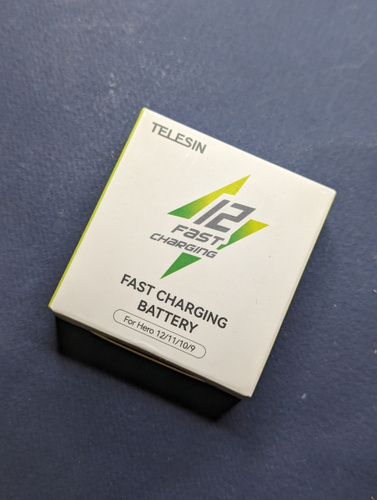 TELESIN
12
FAST
CHARGING
FAST CHARGING
BATTERY
For Hero 12/11/10/9